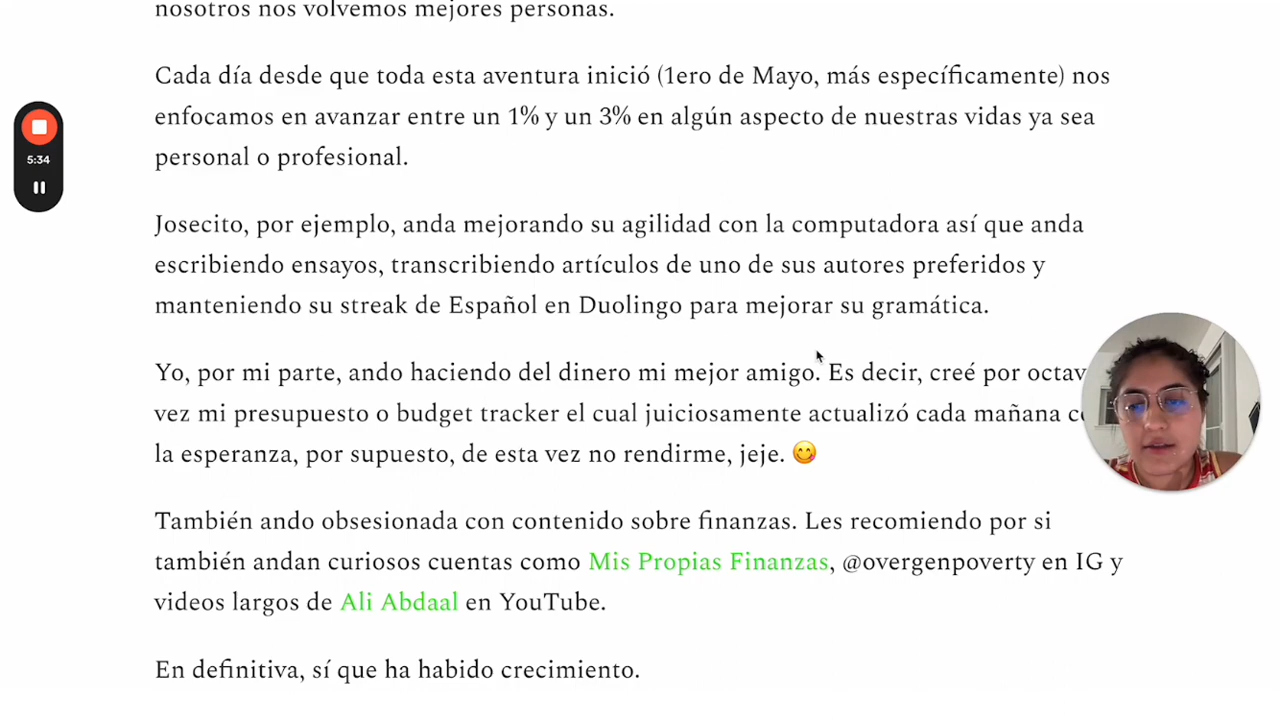 nosotros nos volvemos mejores personas.
Cada día desde que toda esta aventura inició (1ero de Mayo, más específicamente) nos
enfocamos en avanzar entre un 1% y un 3% en algún aspecto de nuestras vidas ya sea
personal o profesional.
5:34
Josecito, por ejemplo, anda mejorando su agilidad con la computadora así que anda
escribiendo ensayos, transcribiendo artículos de uno de sus autores preferidos y
manteniendo su streak de Español en Duolingo para mejorar su gramática.
Yo, por mi parte, ando haciendo del dinero mi mejor amigo. Es decir, creé por
vez mi presupuesto o budget tracker el cual juiciosamente actualizó cada mañana
la esperanza, por supuesto, de esta vez no rendirme, jeje. 😋
También ando obsesionada con contenido sobre finanzas. Les recomiendo por si
también andan curiosos cuentas como Mis Propias Finanzas, @overgenpoverty en IG y
videos largos de Ali Abdaal en YouTube.
En definitiva, sí que ha habido crecimiento.